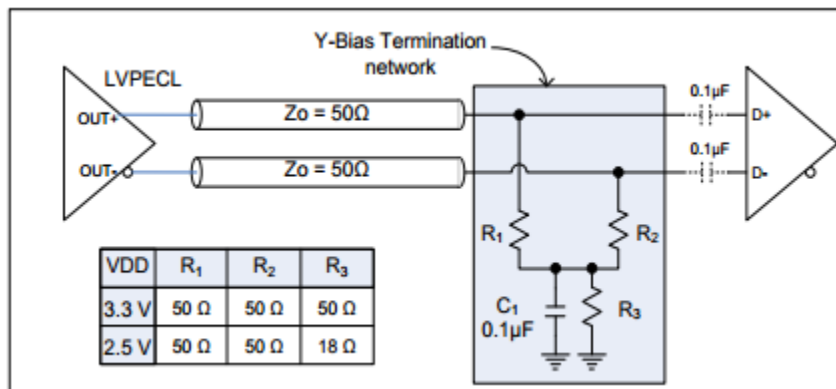 Y-Bias Termination
network
LVPECL
OUT+
OUT-
Zo = 50Ω
Zo = 50Ω
0.1µF
0.1µF
D+
D-
R1
R2
C1
0.1µF
R3
VDD R1 R2 R3
3.3 V 50 Ω 50 Ω 50 Ω
2.5 V 50 Ω 50 Ω 18 Ω